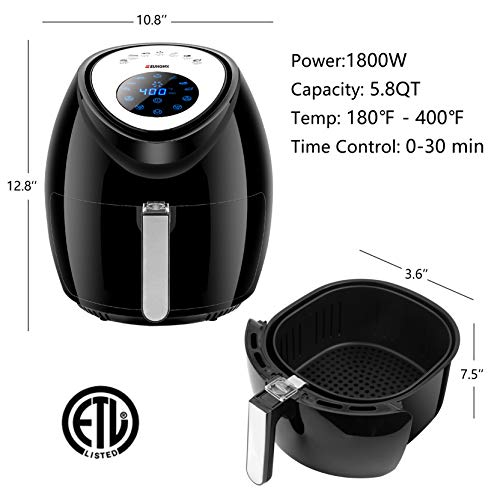 10.8"
Power:1800W
Capacity: 5.8QT
Temp: 180°F - 400°F
Time Control: 0-30 min
400
12.8"
3.6"
7.5"
ETL®
LISTED